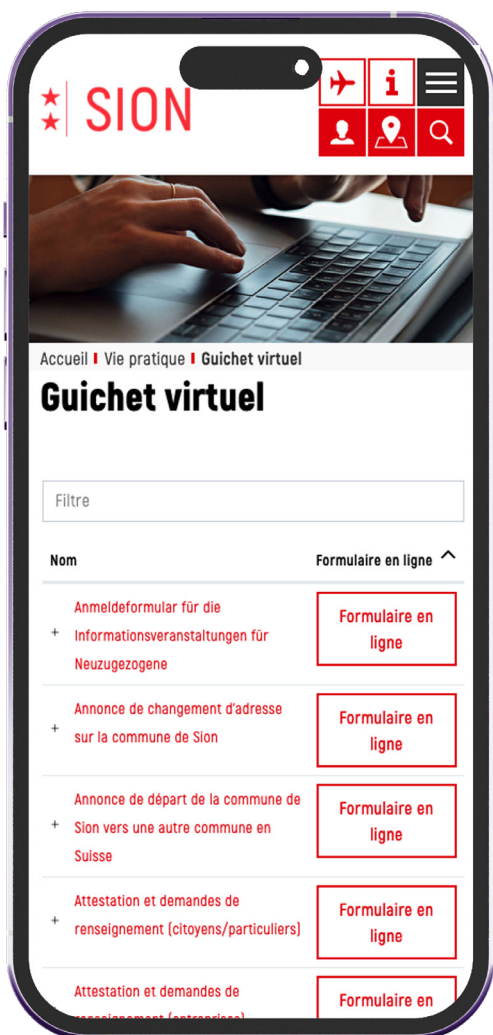 SION
Accueil Vie pratique Guichet virtuel
Guichet virtuel
Filtre
Nom
Formulaire en ligne
Anmeldeformular für die
Informationsveranstaltungen für
Neuzugezogene
Formulaire en
ligne
Annonce de changement d'adresse
sur la commune de Sion
Formulaire en
ligne
Annonce de départ de la commune de
Sion vers une autre commune en
Suisse
Formulaire en
ligne
Attestation et demandes de
renseignement (citoyens/particuliers)
Formulaire en
ligne
Attestation et demandes de
renseignement (entreprises)
Formulaire en